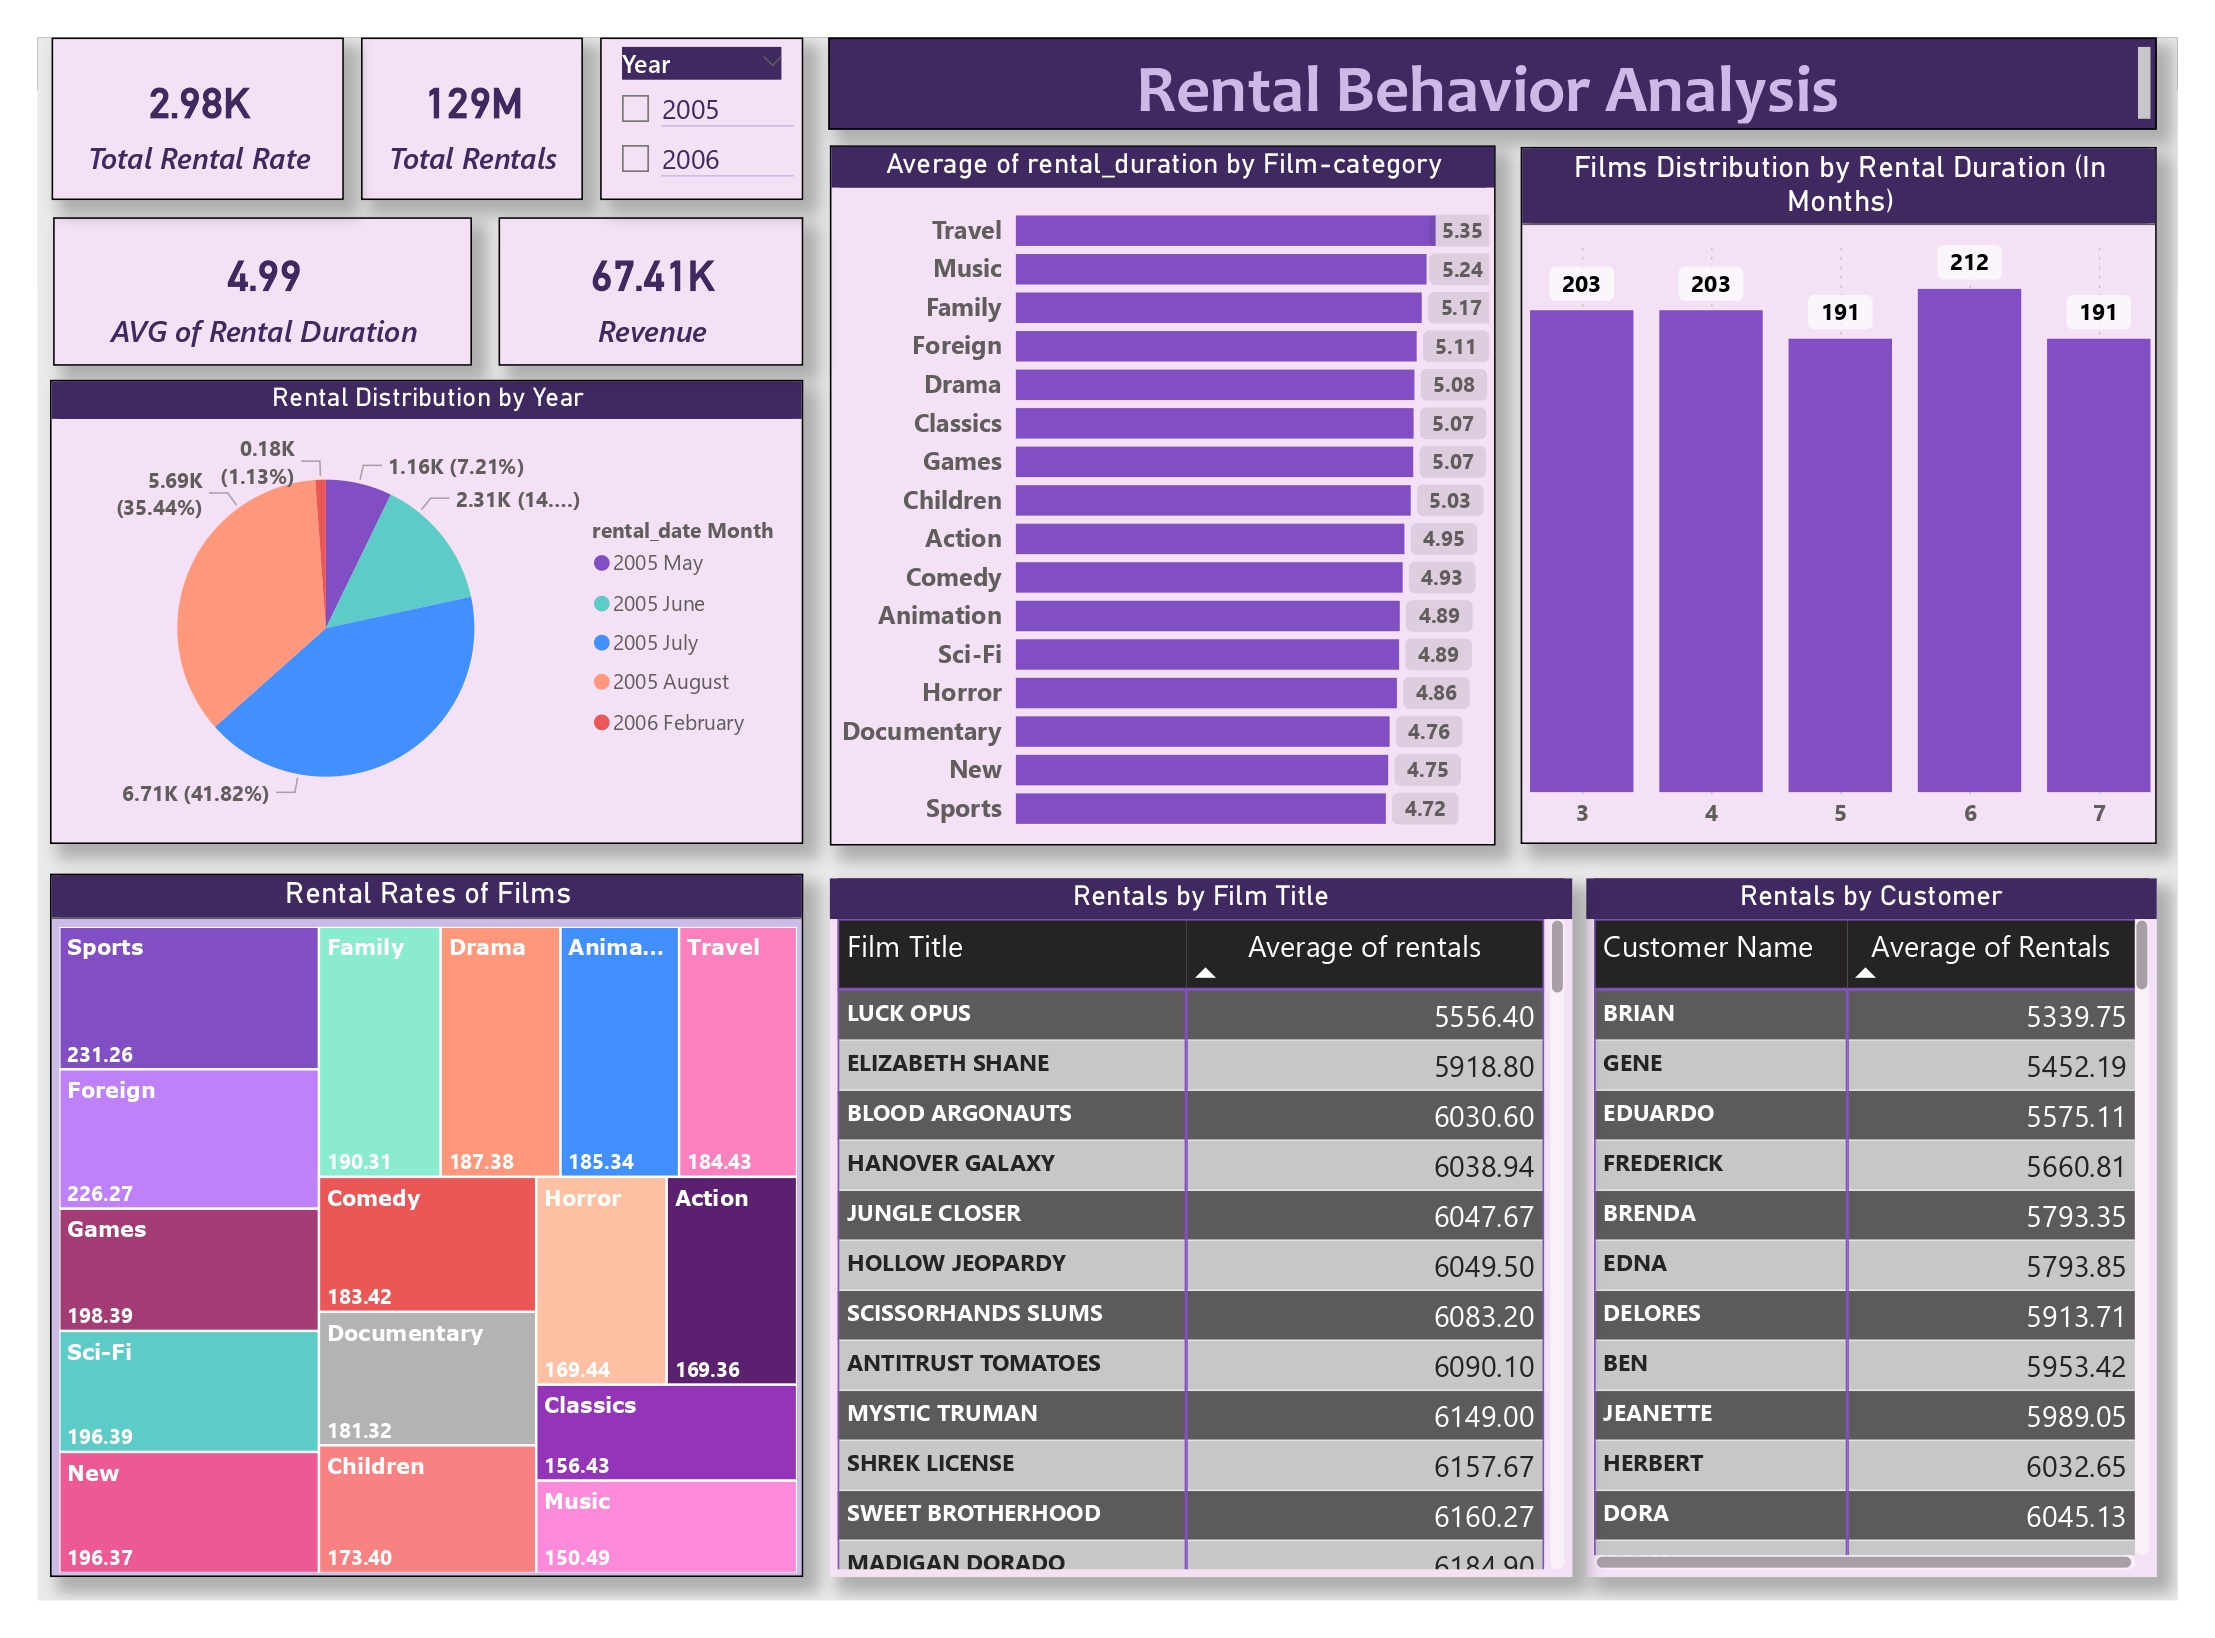 2.98K
Total Rental Rate
129M
Total Rentals
Year
2005
2006
Rental Behavior Analysis
4.99
AVG of Rental Duration
67.41K
Revenue
Rental Distribution by Year
0.18K
(1.13%)
5.69K
(35.44%)
1.16K (7.21%)
2.31K (14....)
6.71K (41.82%)
rental_date Month
2005 May
2005 June
2005 July
2005 August
2006 February
Average of rental_duration by Film-category
Travel 5.35
Music 5.24
Family 5.17
Foreign 5.11
Drama 5.08
Classics 5.07
Games 5.07
Children 5.03
Action 4.95
Comedy 4.93
Animation 4.89
Sci-Fi 4.89
Horror 4.86
Documentary 4.76
New 4.75
Sports 4.72
Films Distribution by Rental Duration (In
Months)
203 203 191 212 191
3 4 5 6 7
Rental Rates of Films
Sports
231.26
Foreign
226.27
Games
198.39
Sci-Fi
196.39
New
196.37
Family
190.31
Drama
187.38
Anima...
185.34
Travel
184.43
Comedy
183.42
Documentary
181.32
Children
173.40
Horror
169.44
Action
169.36
Classics
156.43
Music
150.49
Rentals by Film Title
Film Title Average of rentals
LUCK OPUS 5556.40
ELIZABETH SHANE 5918.80
BLOOD ARGONAUTS 6030.60
HANOVER GALAXY 6038.94
JUNGLE CLOSER 6047.67
HOLLOW JEOPARDY 6049.50
SCISSORHANDS SLUMS 6083.20
ANTITRUST TOMATOES 6090.10
MYSTIC TRUMAN 6149.00
SHREK LICENSE 6157.67
SWEET BROTHERHOOD 6160.27
MADIGAN DORADO 6184.90
Rentals by Customer
Customer Name Average of Rentals
BRIAN 5339.75
GENE 5452.19
EDUARDO 5575.11
FREDERICK 5660.81
BRENDA 5793.35
EDNA 5793.85
DELORES 5913.71
BEN 5953.42
JEANETTE 5989.05
HERBERT 6032.65
DORA 6045.13